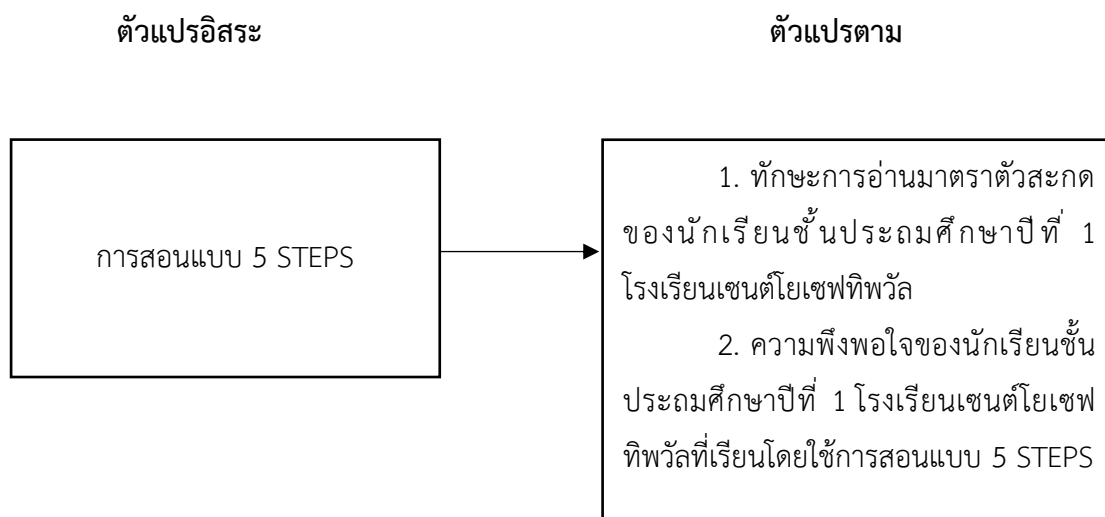 ตัวแปรอิสระ
ตัวแปรตาม
การสอนแบบ 5 STEPS
1. ทักษะการอ่านมาตราตัวสะกด
ของนักเรียนชั้นประถมศึกษาปีที่ 1
โรงเรียนเซนต์โยเซฟทิพวัล
2. ความพึงพอใจของนักเรียนชั้น
ประถมศึกษาปีที่ 1 โรงเรียนเซนต์โยเซฟ
ทิพวัลที่เรียนโดยใช้การสอนแบบ 5 STEPS